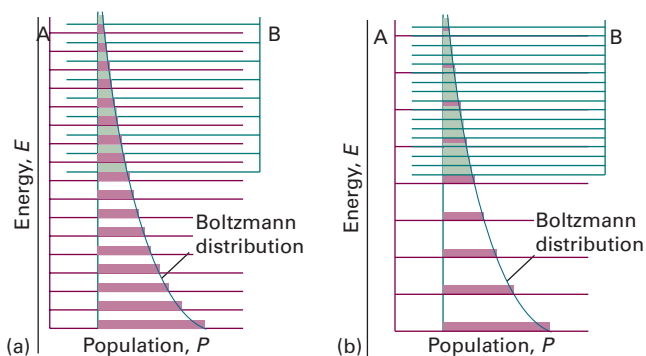 A
B
Energy, E
Boltzmann
distribution
(a)
Population, P
A
B
Energy, E
Boltzmann
distribution
(b)
Population, P